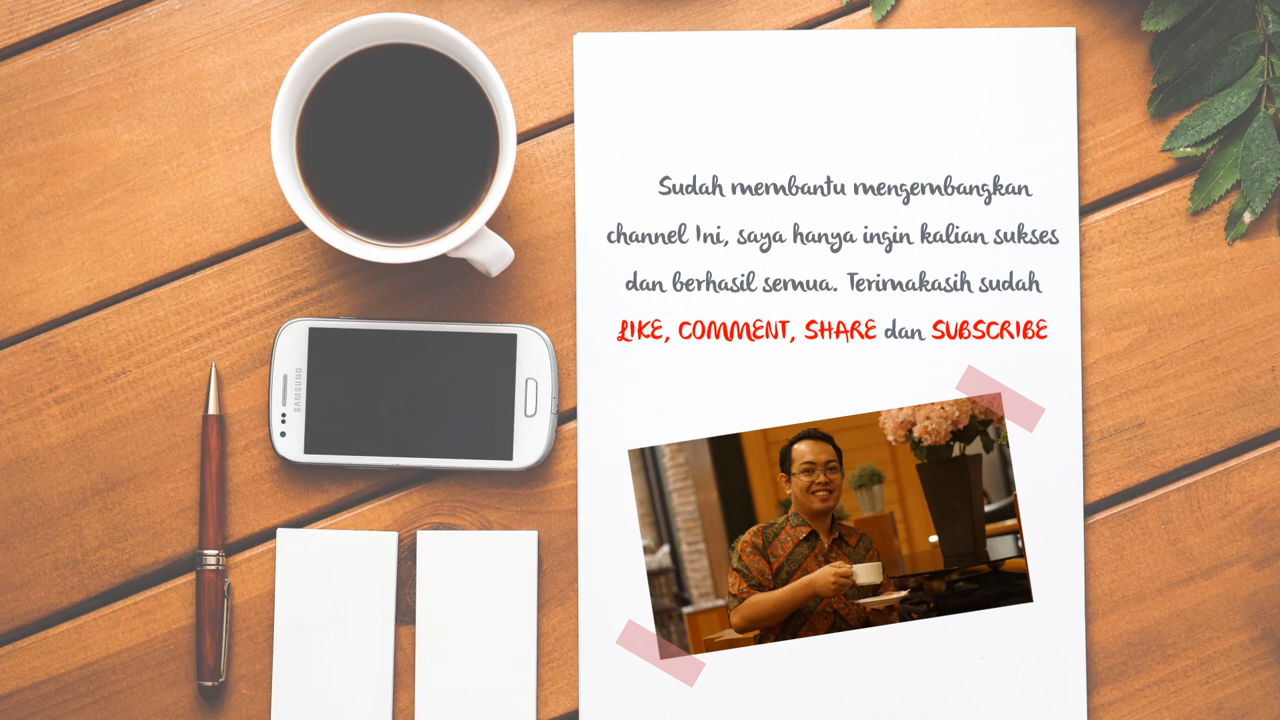 Sudah membantu mengembangkan
channel Ini, saya hanya ingin kalian sukses
dan berhasil semua. Terimakasih sudah
LIKE, COMMENT, SHARE dan SUBSCRIBE
SAMSUNG